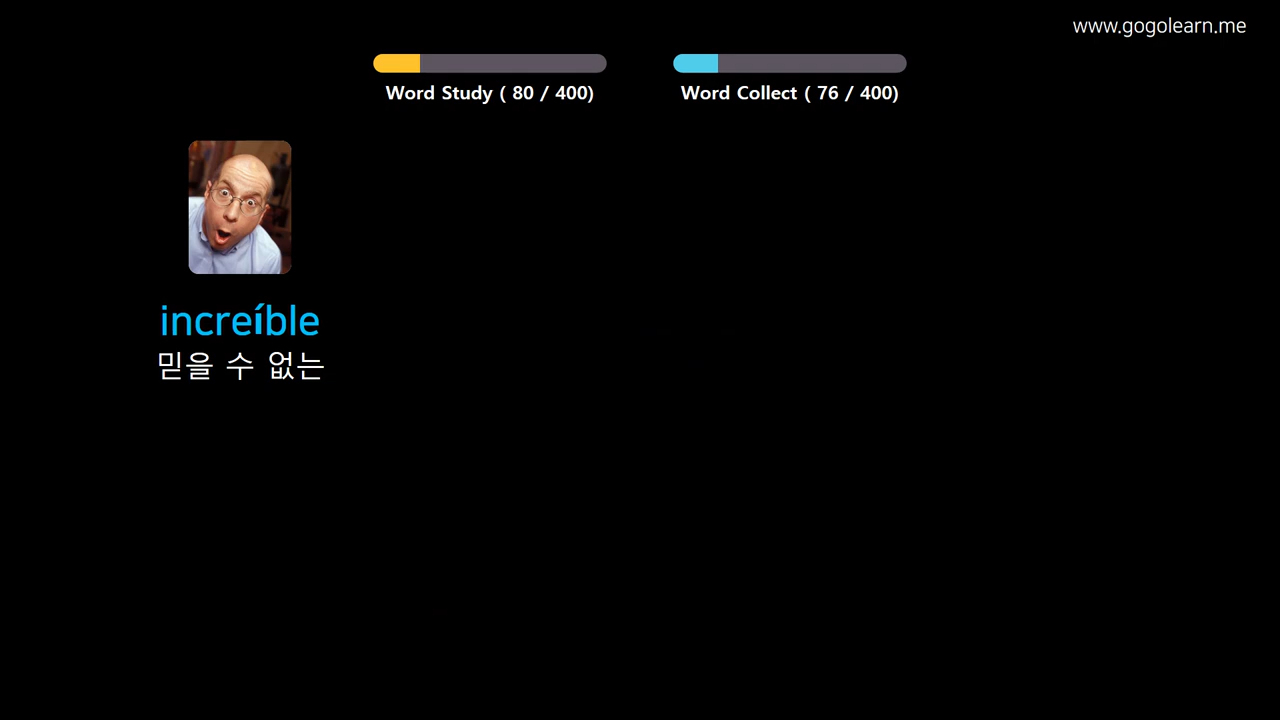 www.gogolearn.me
Word Study ( 80 / 400)
Word Collect ( 76 / 400)
increíble
믿을 수 없는